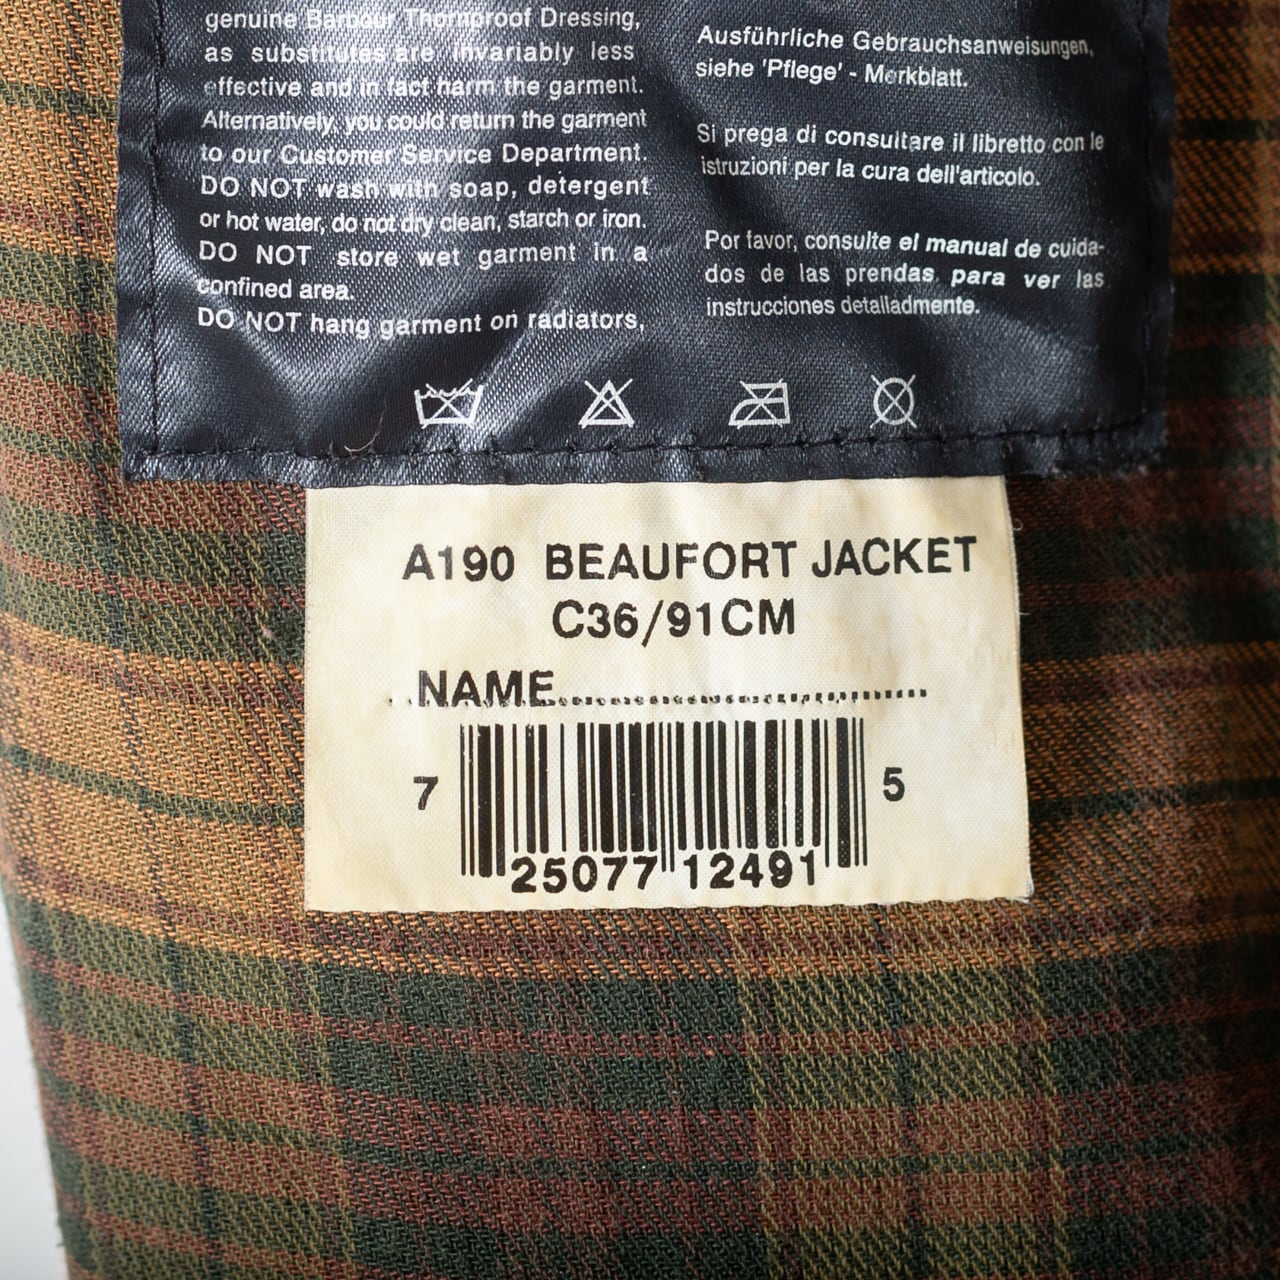 genuine Barbour Thornproof Dressing,
as substitutes are invariably less
effective and in fact harm the garment.
Alternatively, you could return the garment
to our Customer Service Department.
DO NOT wash with soap, detergent
or hot water, do not dry clean, starch or iron.
DO NOT store wet garment in a
confined area.
DO NOT hang garment on radiators,
Ausführliche Gebrauchsanweisungen,
siehe 'Pflege' - Merkblatt.
Si prega di consultare il libretto con le
istruzioni per la cura dell'articolo.
Por favor, consulte el manual de cuida-
dos de las prendas para ver las
instrucciones detalladmente.
A190 BEAUFORT JACKET
C36/91CM
NAME
7 25077 12491 5